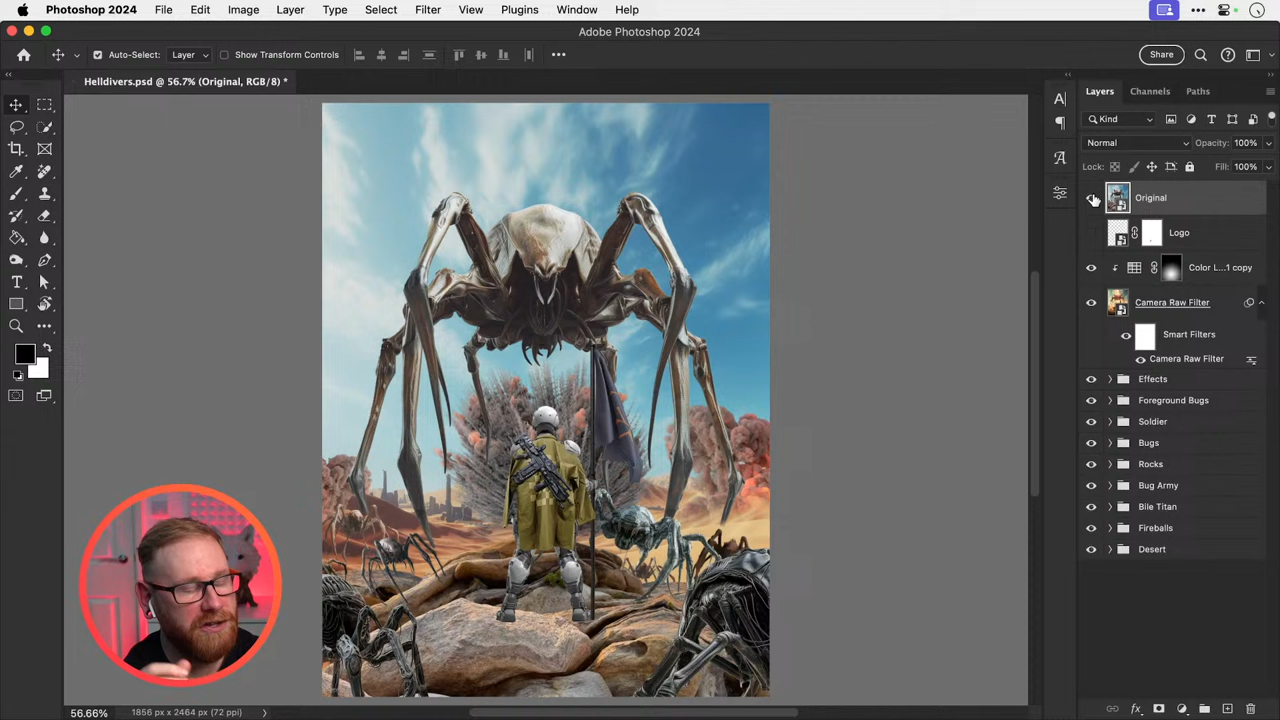 Photoshop 2024 File Edit Image Layer Type Select Filter View Plugins Window Help
Adobe Photoshop 2024
Auto-Select: Layer Show Transform Controls Share
Helldivers.psd @ 56.7% (Original, RGB/8) *
Layers Channels Paths
Kind
Normal Opacity: 100%
Lock: Fill: 100%
Original
Logo
Color L...1 copy
Camera Raw Filter
Smart Filters
Camera Raw Filter
Effects
Foreground Bugs
Soldier
Bugs
Rocks
Bug Army
Bile Titan
Fireballs
Desert
56.66% 1856 px x 2464 px (72 ppi)